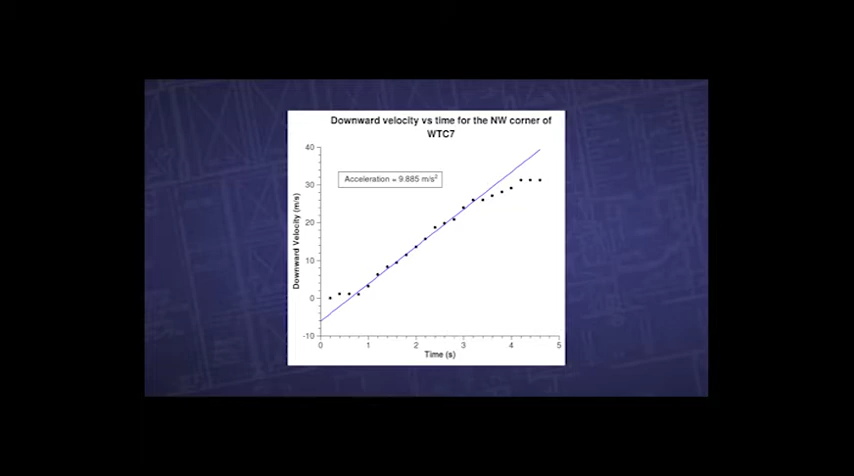 Downward velocity vs time for the NW corner of
WTC7
40
Acceleration = 9.885 m/s²
30
20
Downward Velocity (m/s)
10
0
-10
0 1 2 3 4 5
Time (s)